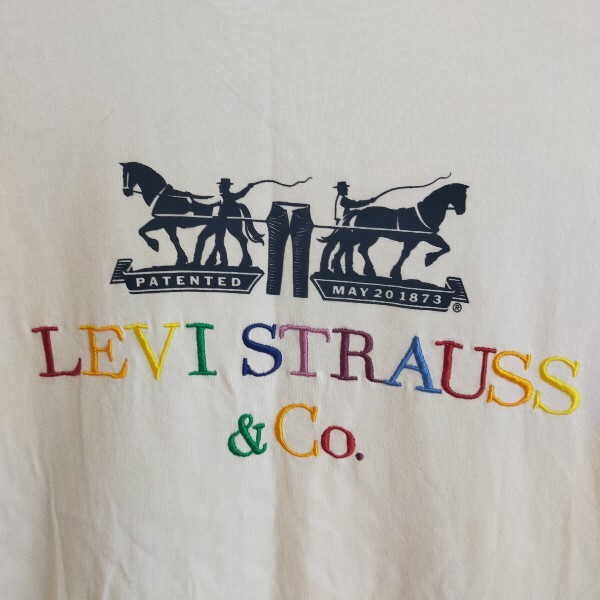 PATENTED MAY 20 1873 ®
LEVI STRAUSS
& Co.